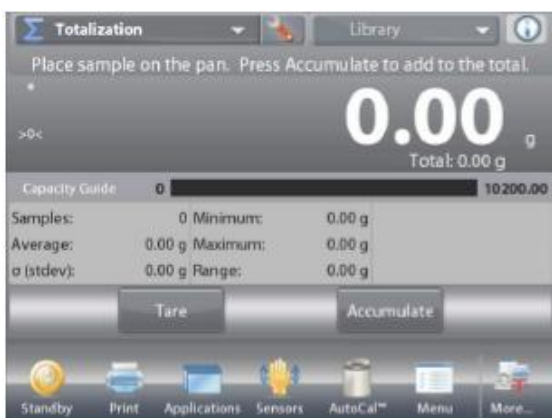 Σ Totalization Library
Place sample on the pan. Press Accumulate to add to the total.
*
>0<
0.00 g
Total: 0.00 g
Capacity Guide 0 10200.00
Samples: 0 Minimum: 0.00 g
Average: 0.00 g Maximum: 0.00 g
σ (stdev): 0.00 g Range: 0.00 g
Tare Accumulate
Standby Print Applications Sensors AutoCal™ Menu More...